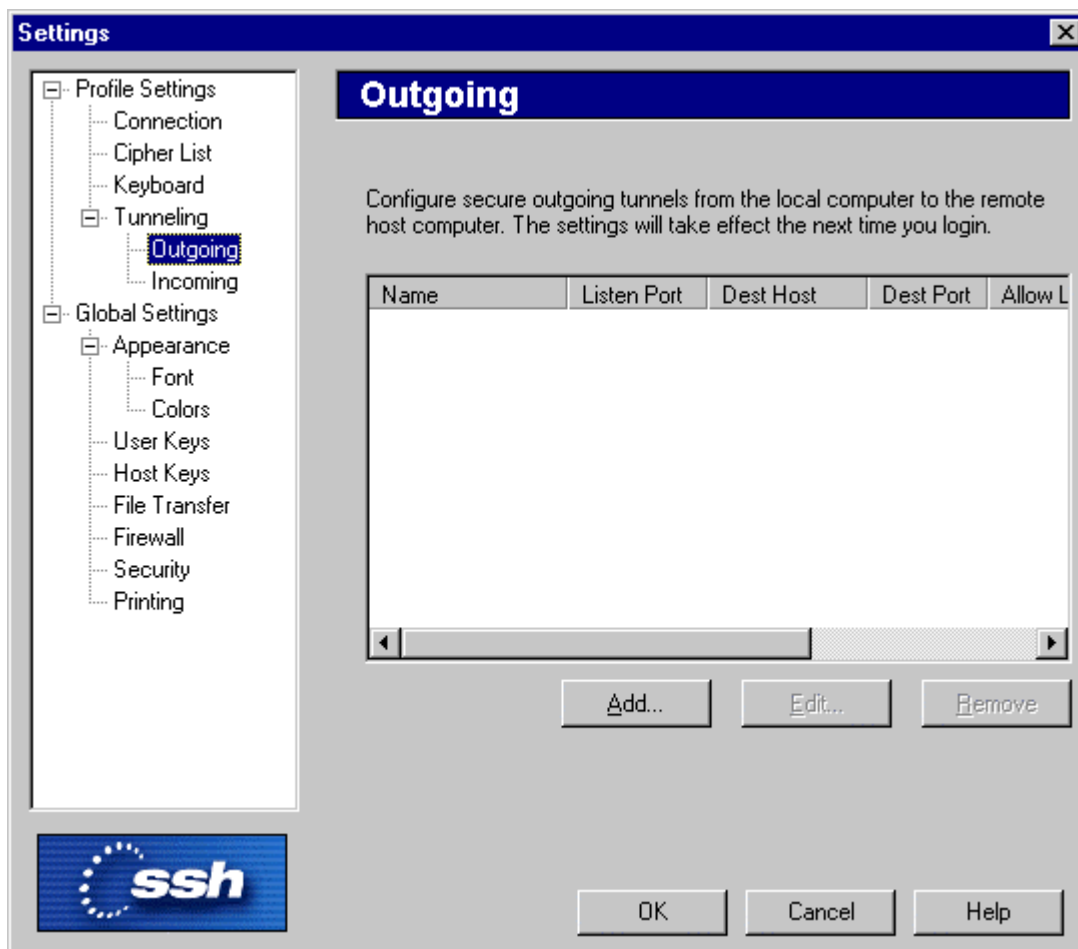 Settings
Profile Settings
Connection
Cipher List
Keyboard
Tunneling
Outgoing
Incoming
Global Settings
Appearance
Font
Colors
User Keys
Host Keys
File Transfer
Firewall
Security
Printing
ssh
Outgoing
Configure secure outgoing tunnels from the local computer to the remote
host computer. The settings will take effect the next time you login.
Name Listen Port Dest Host Dest Port Allow L
Add... Edit... Remove
OK Cancel Help